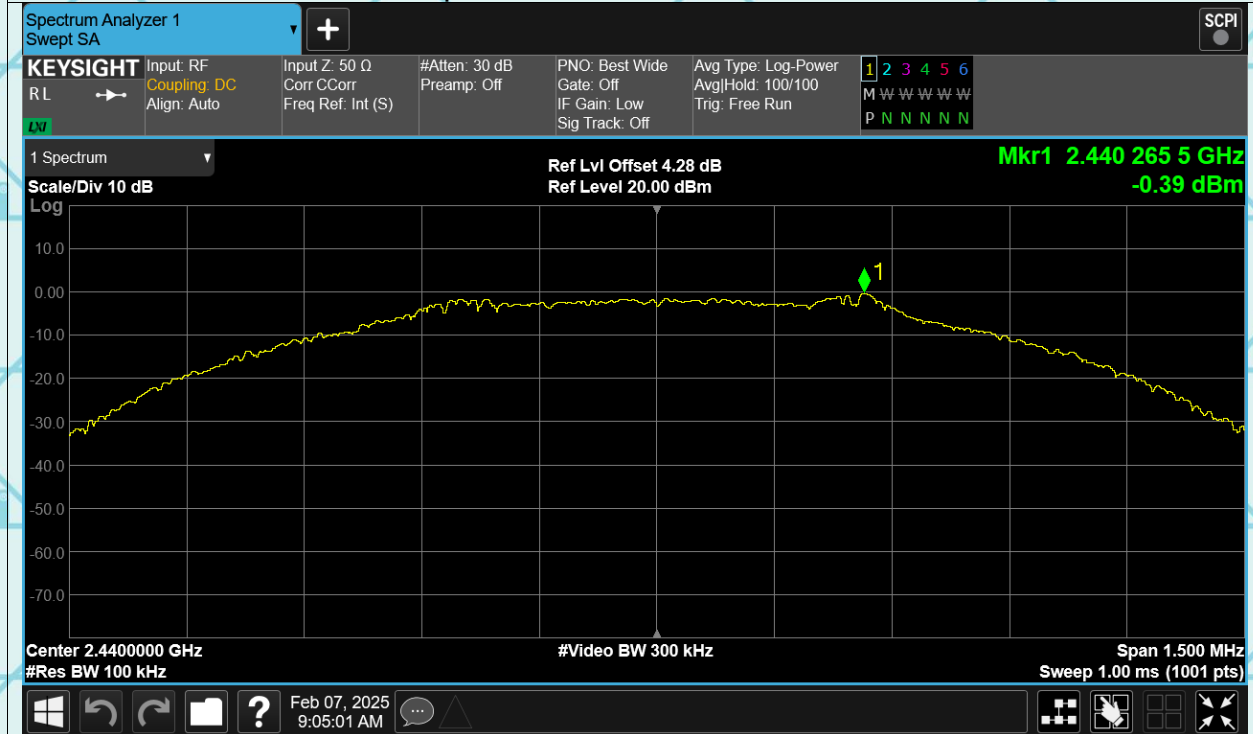 Spectrum Analyzer 1
Swept SA
+
SCPI
KEYSIGHT
RL
LXI
Input: RF
Coupling: DC
Align: Auto
Input Z: 50 Ω
Corr CCorr
Freq Ref: Int (S)
#Atten: 30 dB
Preamp: Off
PNO: Best Wide
Gate: Off
IF Gain: Low
Sig Track: Off
Avg Type: Log-Power
Avg|Hold: 100/100
Trig: Free Run
1 2 3 4 5 6
M W W W W W
P N N N N N
1 Spectrum
Scale/Div 10 dB
Log
Ref Lvl Offset 4.28 dB
Ref Level 20.00 dBm
Mkr1 2.440 265 5 GHz
-0.39 dBm
1
10.0
0.00
-10.0
-20.0
-30.0
-40.0
-50.0
-60.0
-70.0
Center 2.4400000 GHz
#Res BW 100 kHz
#Video BW 300 kHz
Span 1.500 MHz
Sweep 1.00 ms (1001 pts)
?
Feb 07, 2025
9:05:01 AM